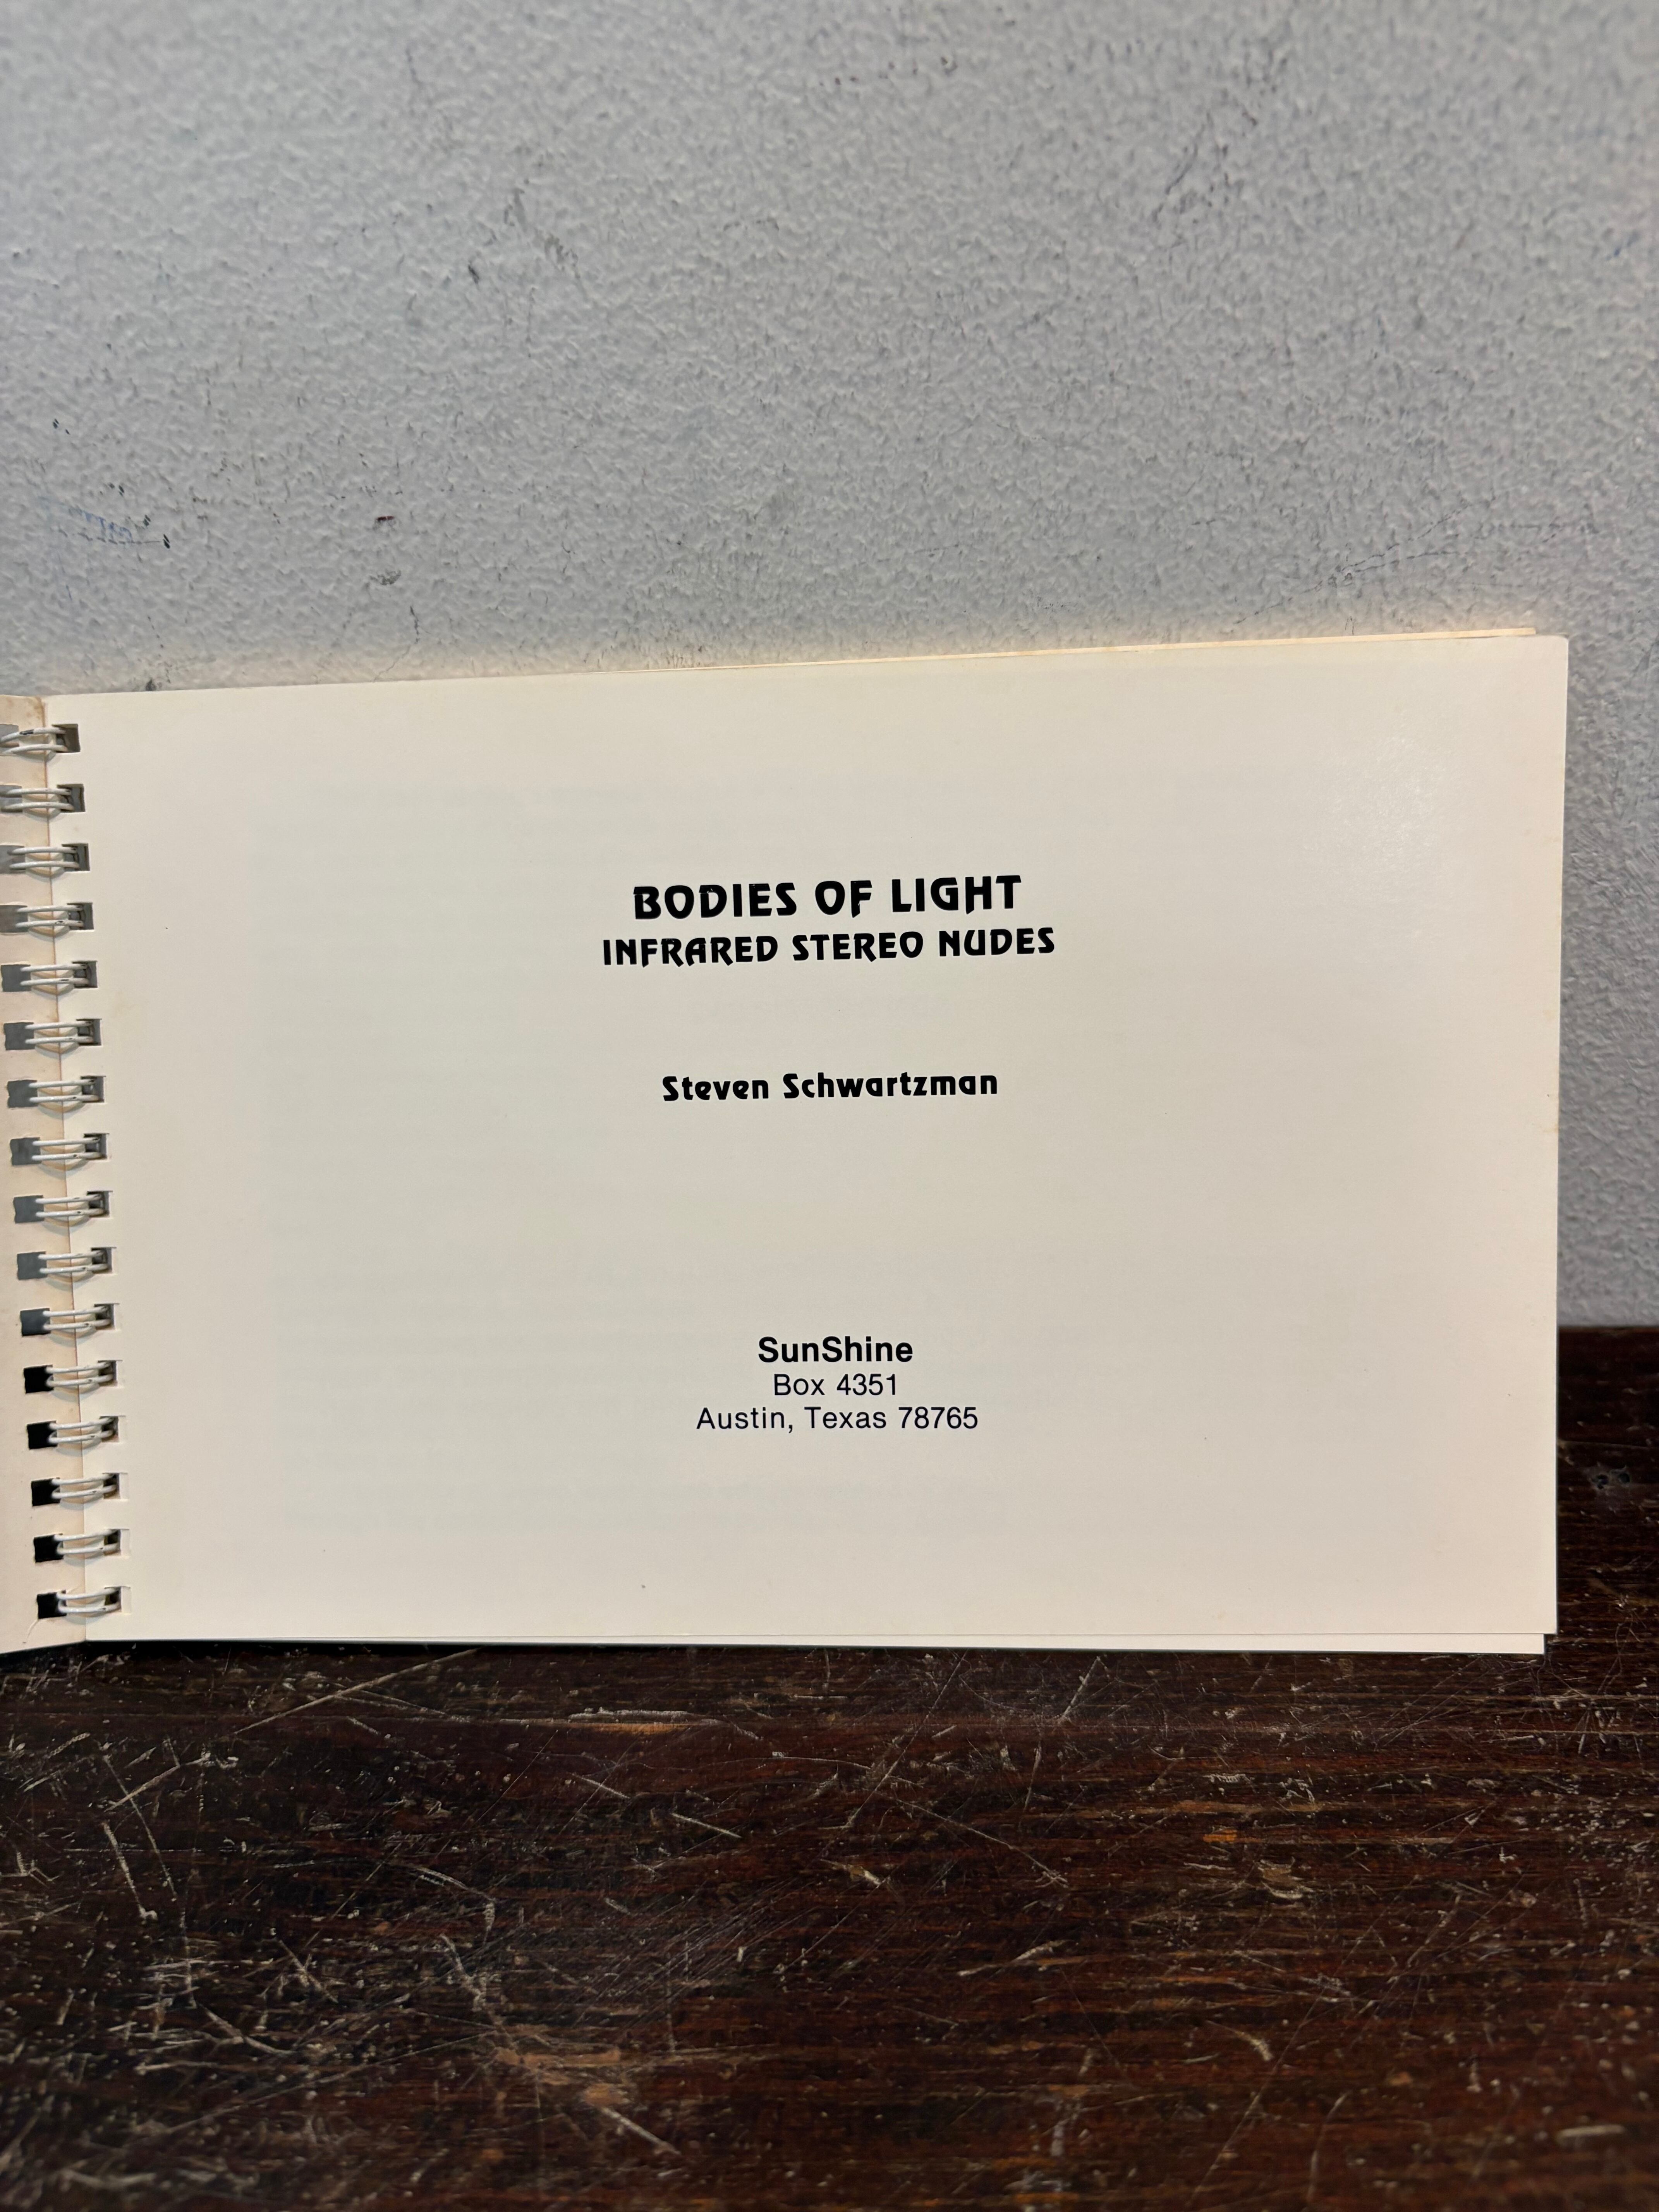 BODIES OF LIGHT
INFRARED STEREO NUDES
Steven Schwartzman
SunShine
Box 4351
Austin, Texas 78765